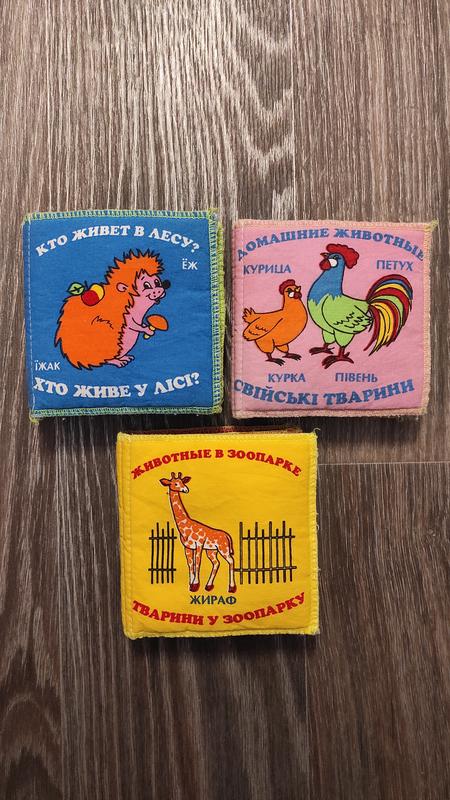 КТО ЖИВЕТ В ЛЕСУ?
ЁЖ
ЇЖАК
ХТО ЖИВЕ У ЛІСІ?
ДОМАШНИЕ ЖИВОТНЫЕ
КУРИЦА ПЕТУХ
КУРКА ПІВЕНЬ
СВІЙСЬКІ ТВАРИНИ
ЖИВОТНЫЕ В ЗООПАРКЕ
ЖИРАФ
ТВАРИНИ У ЗООПАРКУ